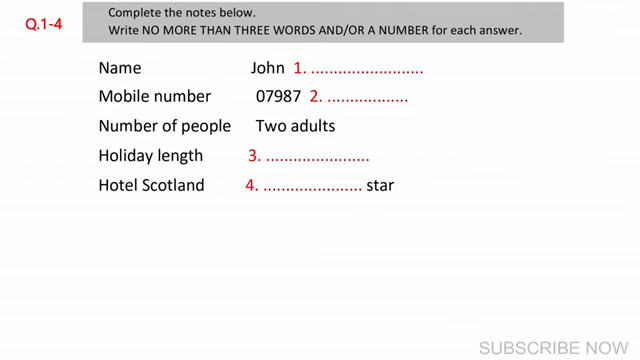 Q.1-4
Complete the notes below.
Write NO MORE THAN THREE WORDS AND/OR A NUMBER for each answer.
Name John 1. .........................
Mobile number 07987 2. ..................
Number of people Two adults
Holiday length 3. .......................
Hotel Scotland 4. ...................... star
SUBSCRIBE NOW